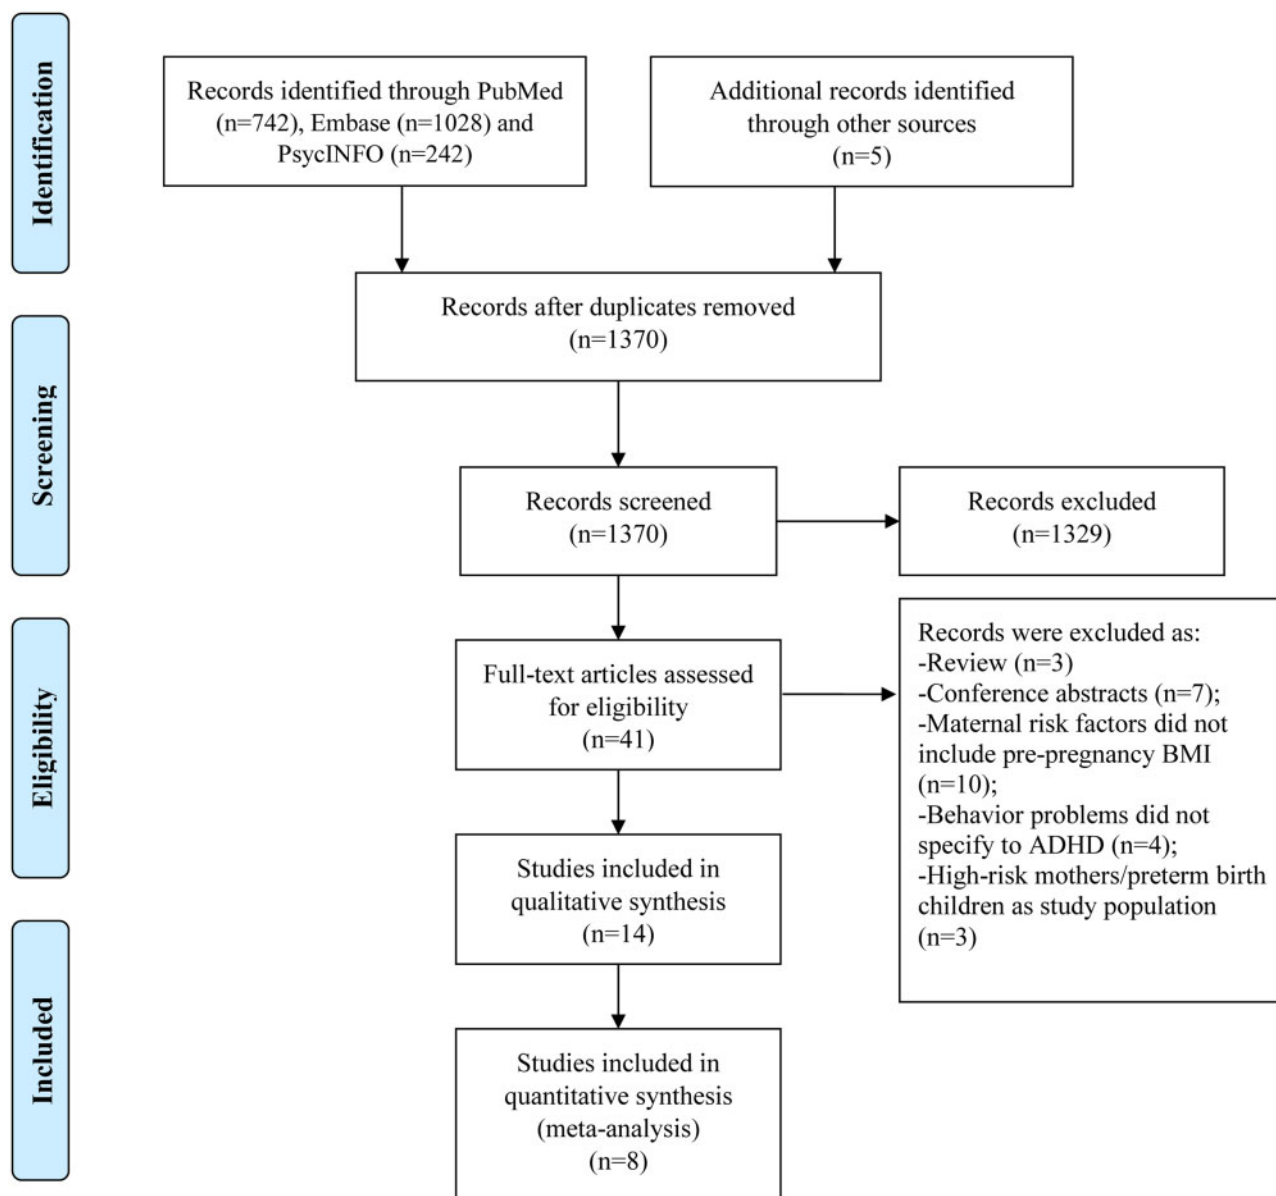 Identification
Records identified through PubMed
(n=742), Embase (n=1028) and
PsycINFO (n=242)
Additional records identified
through other sources
(n=5)
Records after duplicates removed
(n=1370)
Screening
Records screened
(n=1370)
Records excluded
(n=1329)
Eligibility
Full-text articles assessed
for eligibility
(n=41)
Records were excluded as:
-Review (n=3)
-Conference abstracts (n=7);
-Maternal risk factors did not
include pre-pregnancy BMI
(n=10);
-Behavior problems did not
specify to ADHD (n=4);
-High-risk mothers/preterm birth
children as study population
(n=3)
Studies included in
qualitative synthesis
(n=14)
Included
Studies included in
quantitative synthesis
(meta-analysis)
(n=8)